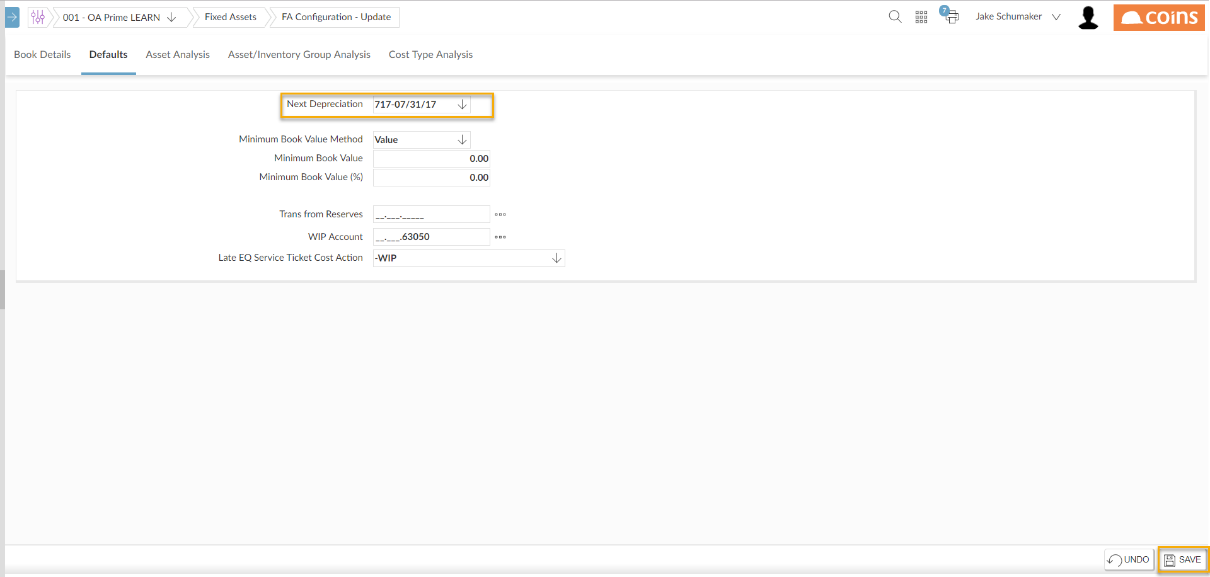 001 - OA Prime LEARN Fixed Assets FA Configuration - Update 7 Jake Schumaker coins
Book Details Defaults Asset Analysis Asset/Inventory Group Analysis Cost Type Analysis
Next Depreciation 717-07/31/17
Minimum Book Value Method Value
Minimum Book Value 0.00
Minimum Book Value (%) 0.00
Trans from Reserves __.___._____
WIP Account __.___.63050
Late EQ Service Ticket Cost Action -WIP
UNDO SAVE